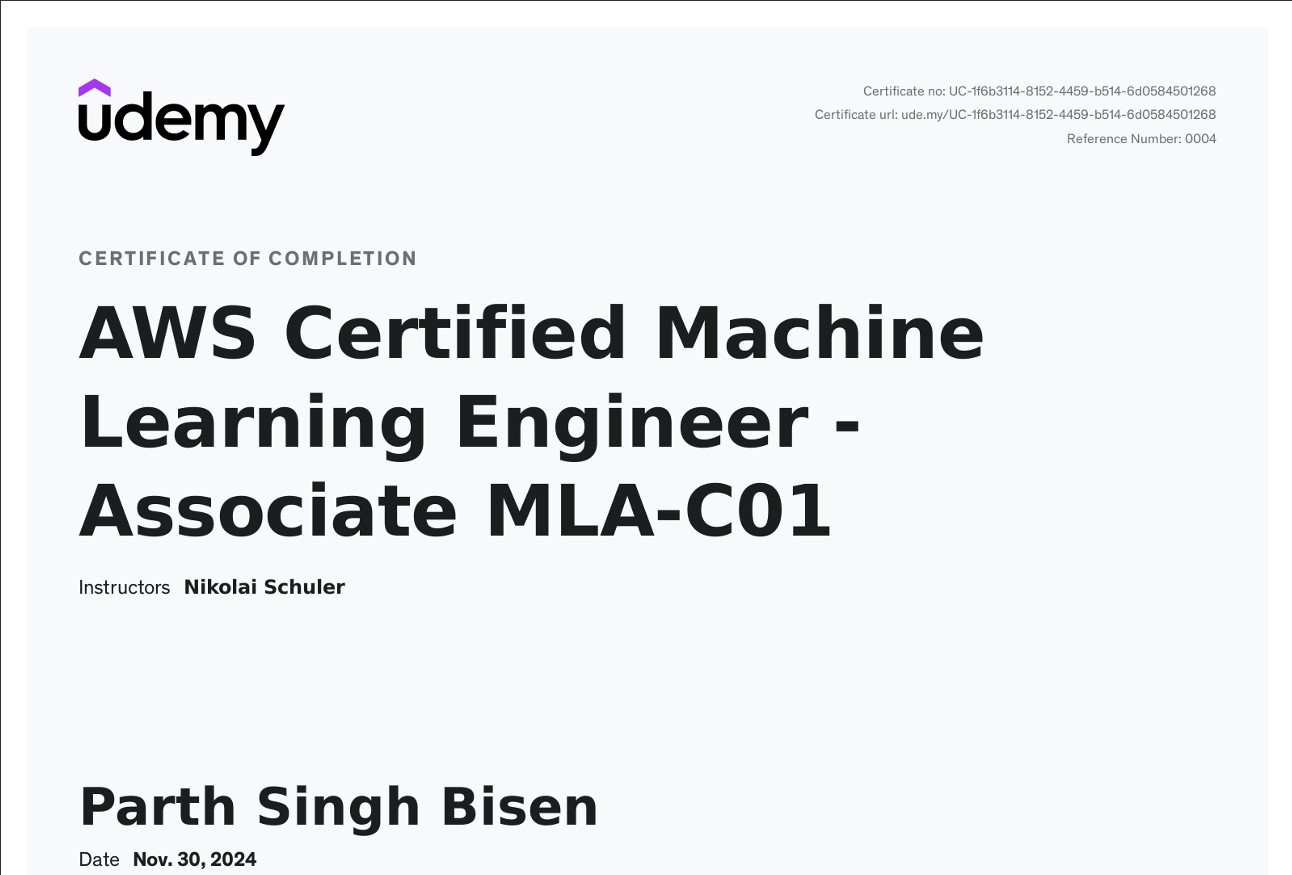 udemy
Certificate no: UC-1f6b3114-8152-4459-b514-6d0584501268
Certificate url: ude.my/UC-1f6b3114-8152-4459-b514-6d0584501268
Reference Number: 0004
CERTIFICATE OF COMPLETION
AWS Certified Machine
Learning Engineer -
Associate MLA-C01
Instructors Nikolai Schuler
Parth Singh Bisen
Date Nov. 30, 2024